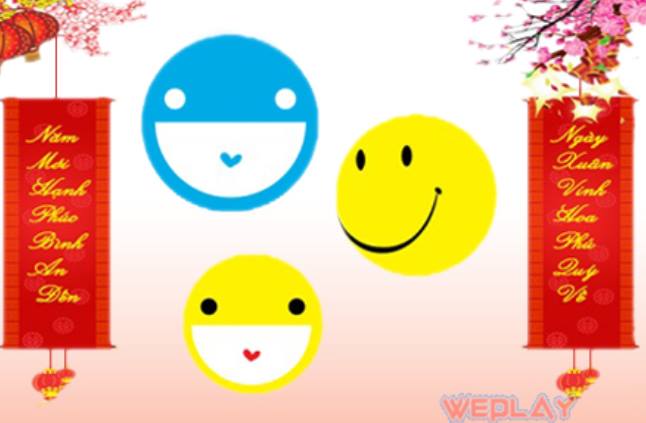 Năm
Mới
Hạnh
Phúc
Bình
An
Đến
Ngày
Xuân
Vinh
Hoa
Phú
Quý
Về
WEPLAY